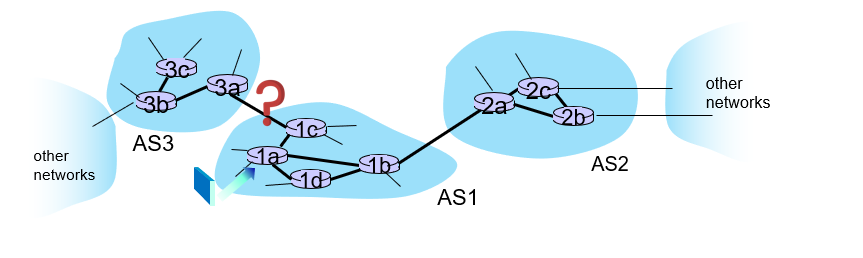 3c
3a
3b
?
AS3
other
networks
1c
1a
1d
1b
AS1
2c
2a
2b
AS2
other
networks